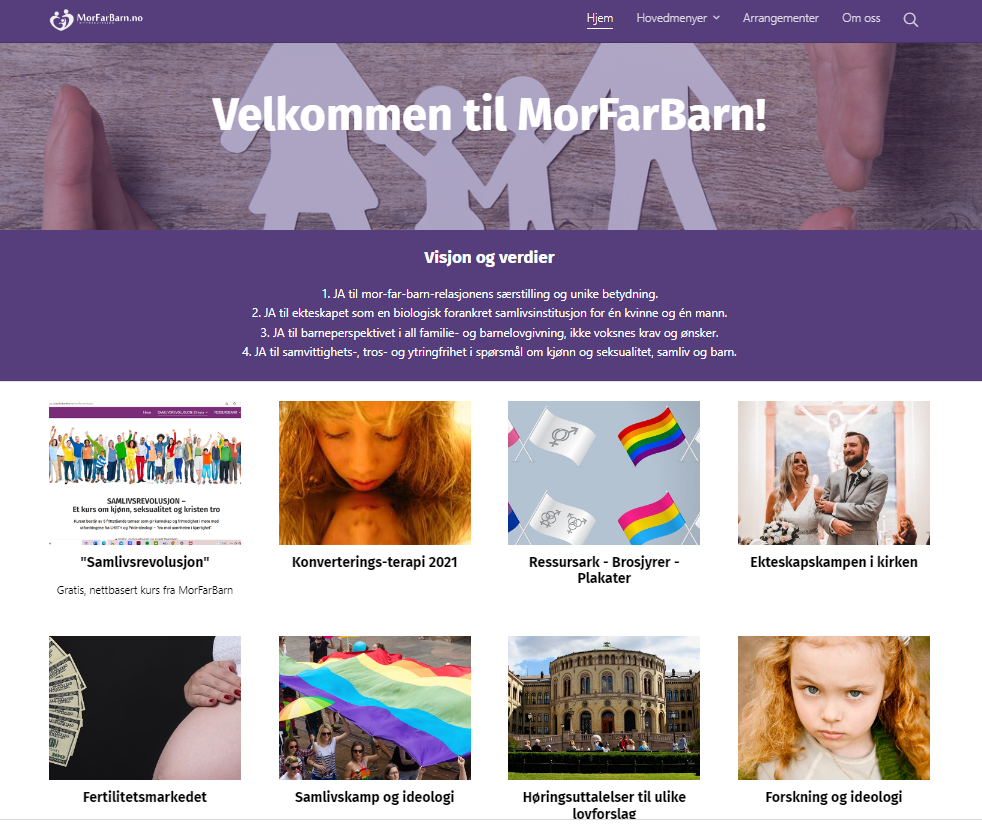 MorFarBarn.no
Hjem Hovedmenyer Arrangementer Om oss
Velkommen til MorFarBarn!
Visjon og verdier
1. JA til mor-far-barn-relasjonens særstilling og unike betydning.
2. JA til ekteskapet som en biologisk forankret samlivsinstitusjon for én kvinne og én mann.
3. JA til barneperspektivet i all familie- og barnelovgivning, ikke voksnes krav og ønsker.
4. JA til samvittighets-, tros- og ytringfrihet i spørsmål om kjønn og seksualitet, samliv og barn.
SAMLIVSREVOLUSJON –
Et kurs om kjønn, seksualitet og kristen tro
"Samlivsrevolusjon"
Konverterings-terapi 2021
Ressursark - Brosjyrer -
Plakater
Ekteskapskampen i kirken
Gratis, nettbasert kurs fra MorFarBarn
Fertilitetsmarkedet
Samlivskamp og ideologi
Høringsuttalelser til ulike
lovforslag
Forskning og ideologi